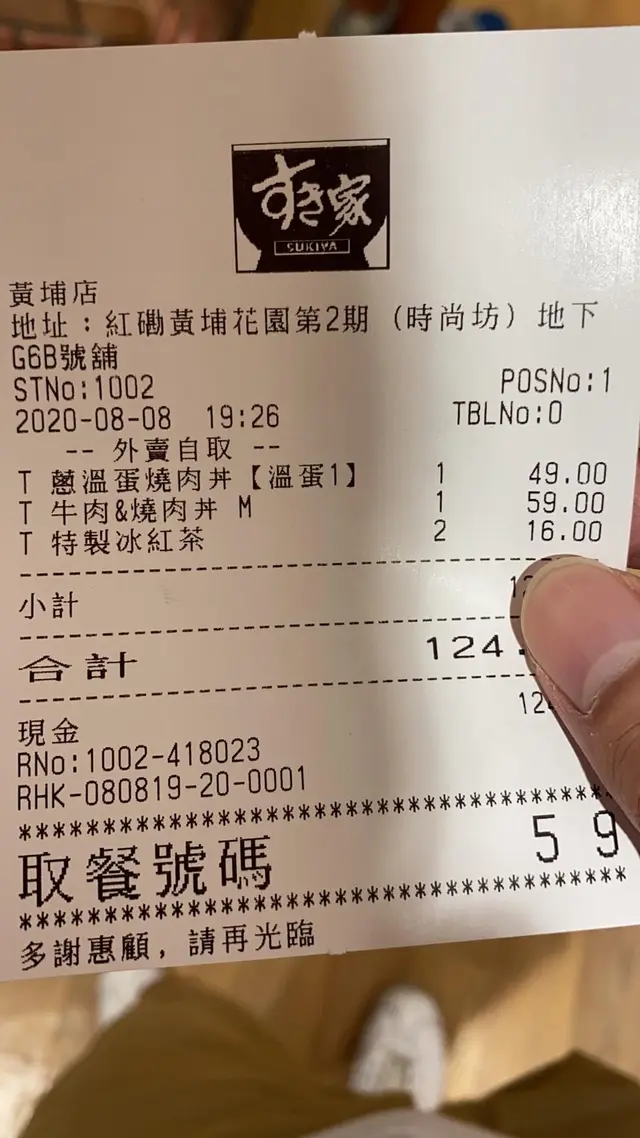 すき家
SUKIYA
黃埔店
地址：紅磡黃埔花園第2期（時尚坊）地下
G6B號舖
STNo:1002 POSNo:1
2020-08-08 19:26 TBLNo:0
-- 外賣自取 --
T 蔥溫蛋燒肉丼【溫蛋1】 1 49.00
T 牛肉&燒肉丼 M 1 59.00
T 特製冰紅茶 2 16.00
小計
合計 124.
現金
RNo:1002-418023
RHK-080819-20-0001
取餐號碼 59
多謝惠顧，請再光臨